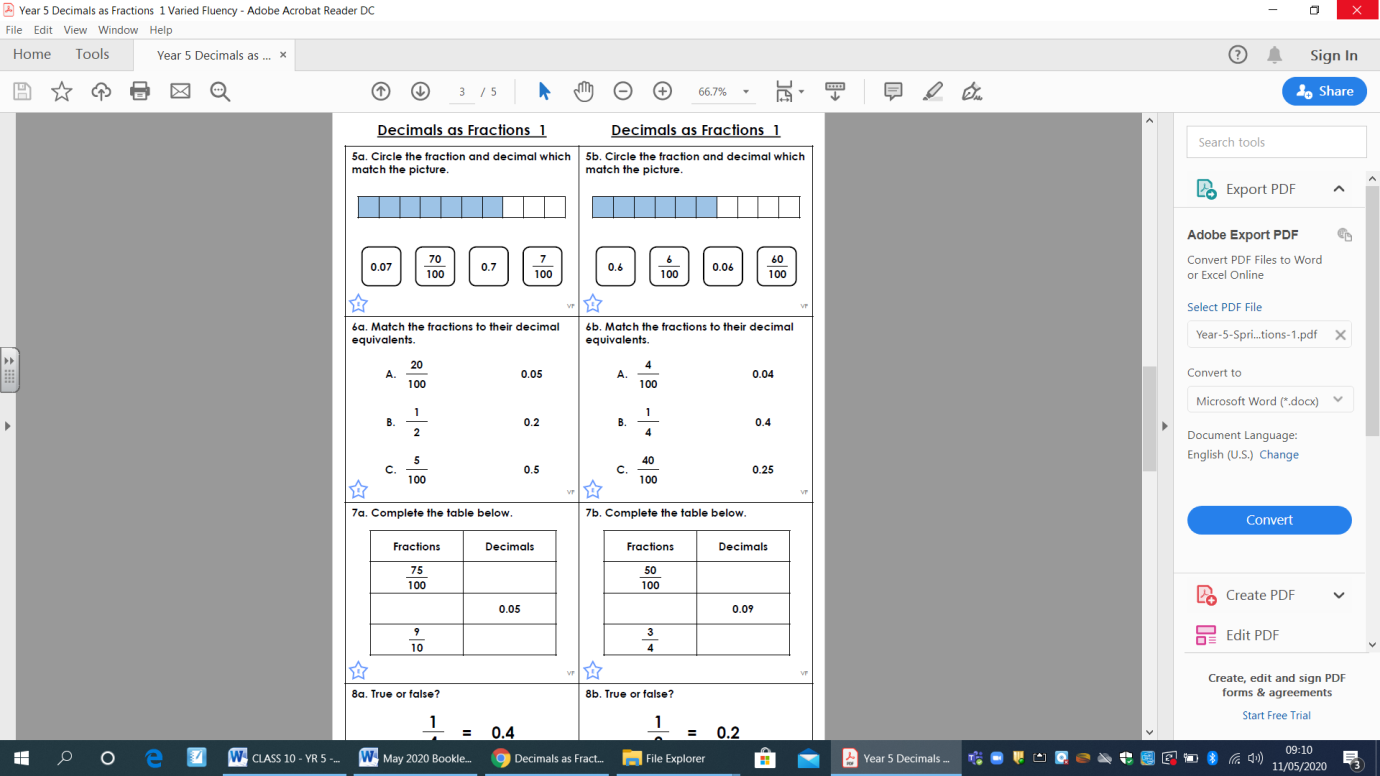 Year 5 Decimals as Fractions 1 Varied Fluency - Adobe Acrobat Reader DC
File Edit View Window Help
Home Tools Year 5 Decimals as ... × Sign In
3 / 5 66.7% Share
Decimals as Fractions 1
5a. Circle the fraction and decimal which
match the picture.
0.07 70/100 0.7 7/100
VF
6a. Match the fractions to their decimal
equivalents.
A. 20/100 0.05
B. 1/2 0.2
C. 5/100 0.5
VF
7a. Complete the table below.
Fractions Decimals
75/100
0.05
9/10
VF
8a. True or false?
= 0.4
Decimals as Fractions 1
5b. Circle the fraction and decimal which
match the picture.
0.6 6/100 0.06 60/100
VF
6b. Match the fractions to their decimal
equivalents.
A. 4/100 0.04
B. 1/4 0.4
C. 40/100 0.25
VF
7b. Complete the table below.
Fractions Decimals
50/100
0.09
3/4
VF
8b. True or false?
= 0.2
Search tools
Export PDF
Adobe Export PDF
Convert PDF Files to Word
or Excel Online
Select PDF File
Year-5-Spri...tions-1.pdf
Convert to
Microsoft Word (*.docx)
Document Language:
English (U.S.) Change
Convert
Create PDF
Edit PDF
Create, edit and sign PDF
forms & agreements
Start Free Trial
CLASS 10 - YR 5 -... May 2020 Bookle... Decimals as Fract... File Explorer Year 5 Decimals ... 09:10
11/05/2020
3